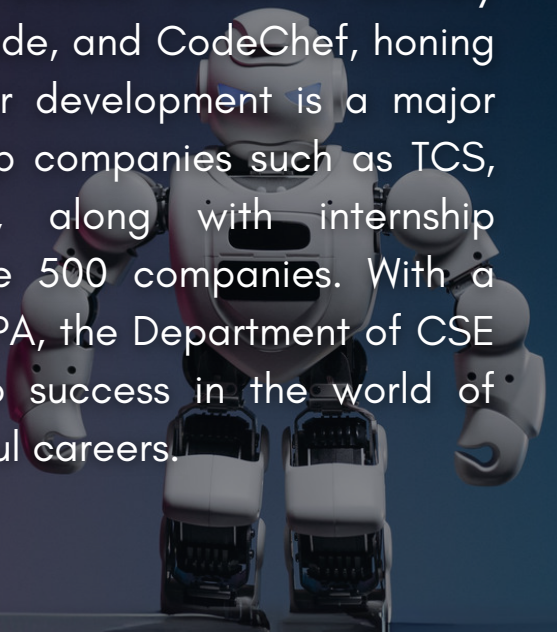 de, and CodeChef, honing
r development is a major
companies such as TCS,
, along with internship
e 500 companies. With a
PA, the Department of CSE
success in the world of
ul careers.